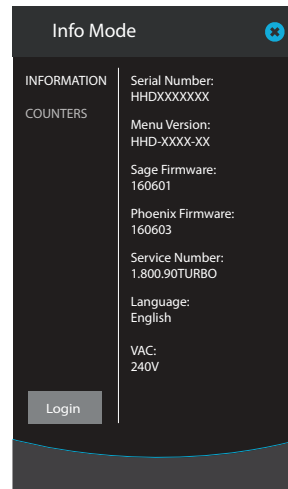 Info Mode
INFORMATION
COUNTERS
Serial Number:
HHDXXXXXXX
Menu Version:
HHD-XXXX-XX
Sage Firmware:
160601
Phoenix Firmware:
160603
Service Number:
1.800.90TURBO
Language:
English
VAC:
240V
Login